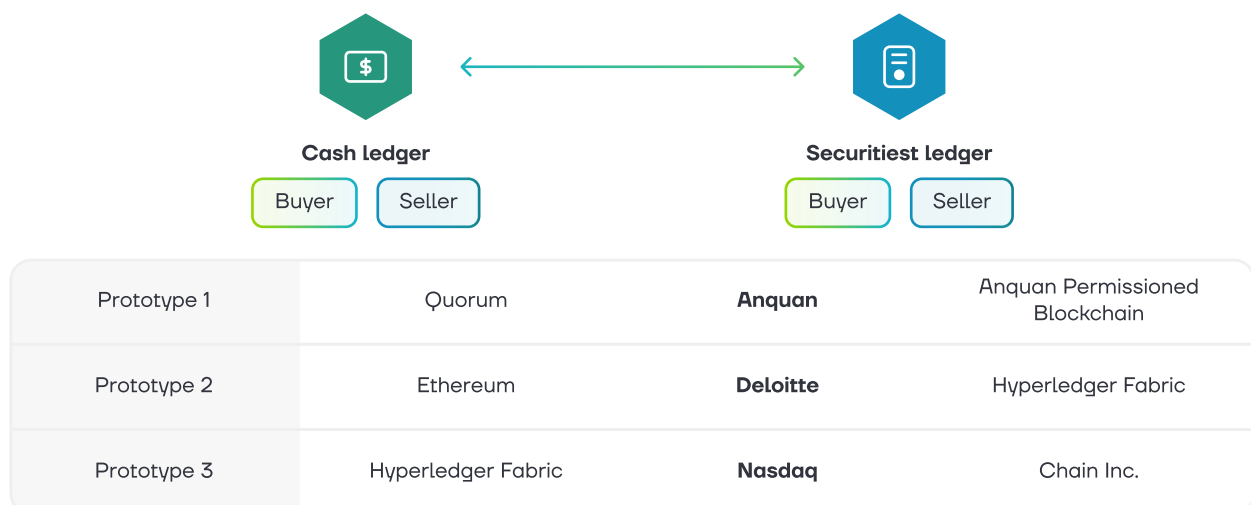 $
Cash ledger
Securitiest ledger
Buyer
Seller
Buyer
Seller
Prototype 1
Quorum
Anquan
Anquan Permissioned
Blockchain
Prototype 2
Ethereum
Deloitte
Hyperledger Fabric
Prototype 3
Hyperledger Fabric
Nasdaq
Chain Inc.